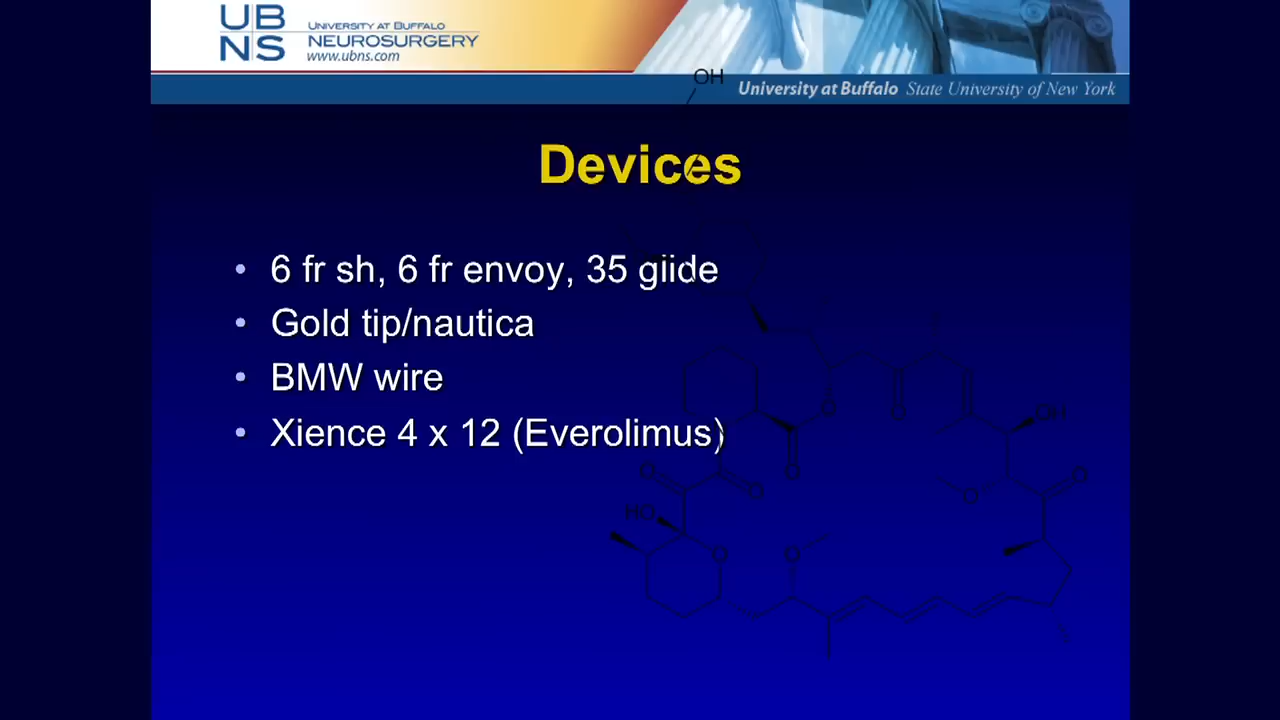 UB
NS
UNIVERSITY AT BUFFALO
NEUROSURGERY
www.ubns.com
University at Buffalo State University of New York
OH
Devices
• 6 fr sh, 6 fr envoy, 35 glide
• Gold tip/nautica
• BMW wire
• Xience 4 x 12 (Everolimus)
O
O
OH
O
O
O
O
O
HO
O
O